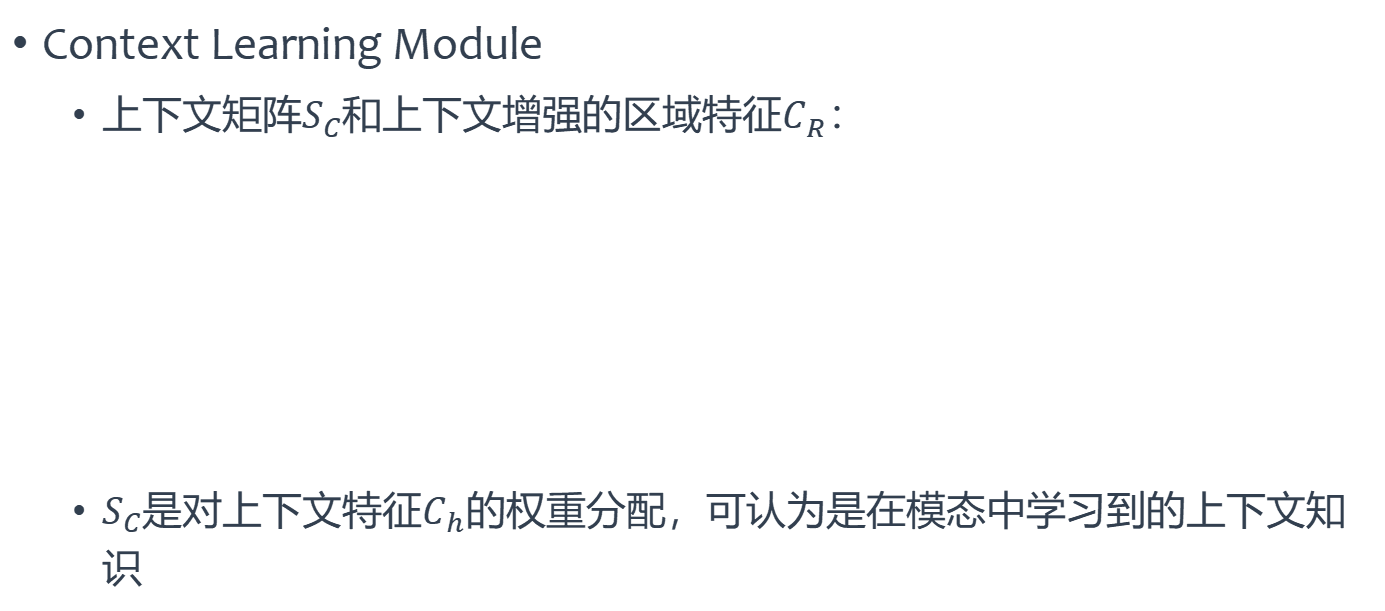 • Context Learning Module
• 上下文矩阵𝑆_𝐶和上下文增强的区域特征𝐶_𝑅：
• 𝑆_𝐶是对上下文特征𝐶_ℎ的权重分配，可认为是在模态中学习到的上下文知
识